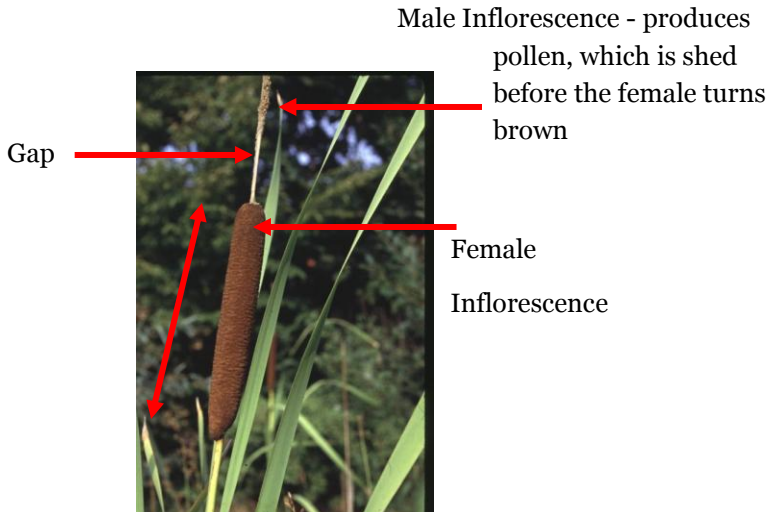 Male Inflorescence - produces
pollen, which is shed
before the female turns
brown
Gap
Female
Inflorescence